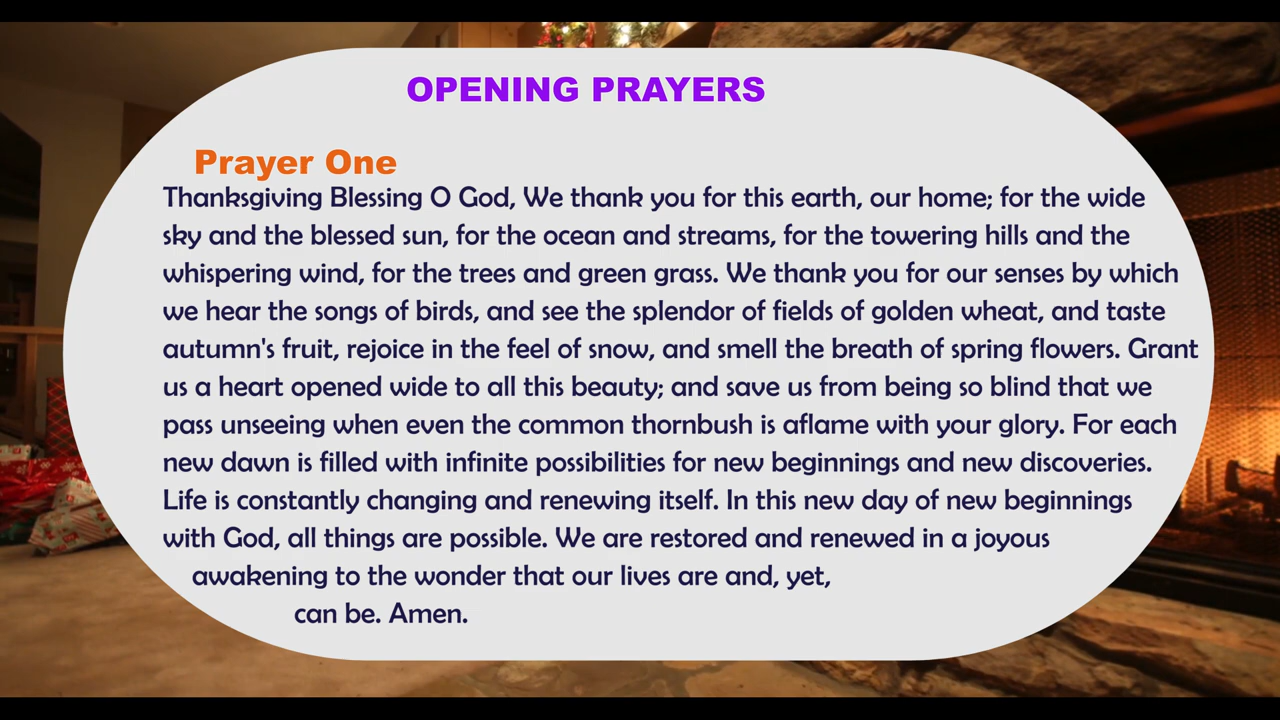 OPENING PRAYERS
Prayer One
Thanksgiving Blessing O God, We thank you for this earth, our home; for the wide
sky and the blessed sun, for the ocean and streams, for the towering hills and the
whispering wind, for the trees and green grass. We thank you for our senses by which
we hear the songs of birds, and see the splendor of fields of golden wheat, and taste
autumn's fruit, rejoice in the feel of snow, and smell the breath of spring flowers. Grant
us a heart opened wide to all this beauty; and save us from being so blind that we
pass unseeing when even the common thornbush is aflame with your glory. For each
new dawn is filled with infinite possibilities for new beginnings and new discoveries.
Life is constantly changing and renewing itself. In this new day of new beginnings
with God, all things are possible. We are restored and renewed in a joyous
awakening to the wonder that our lives are and, yet,
can be. Amen.